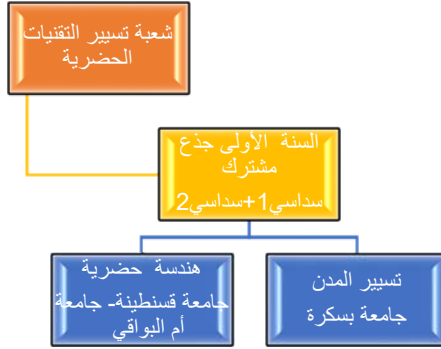 شعبة تسيير التقنيات
الحضرية
السنة الأولى جذع
مشترك
سداسي1+سداسي2
هندسة حضرية
جامعة قسنطينة- جامعة
أم البواقي
تسيير المدن
جامعة بسكرة